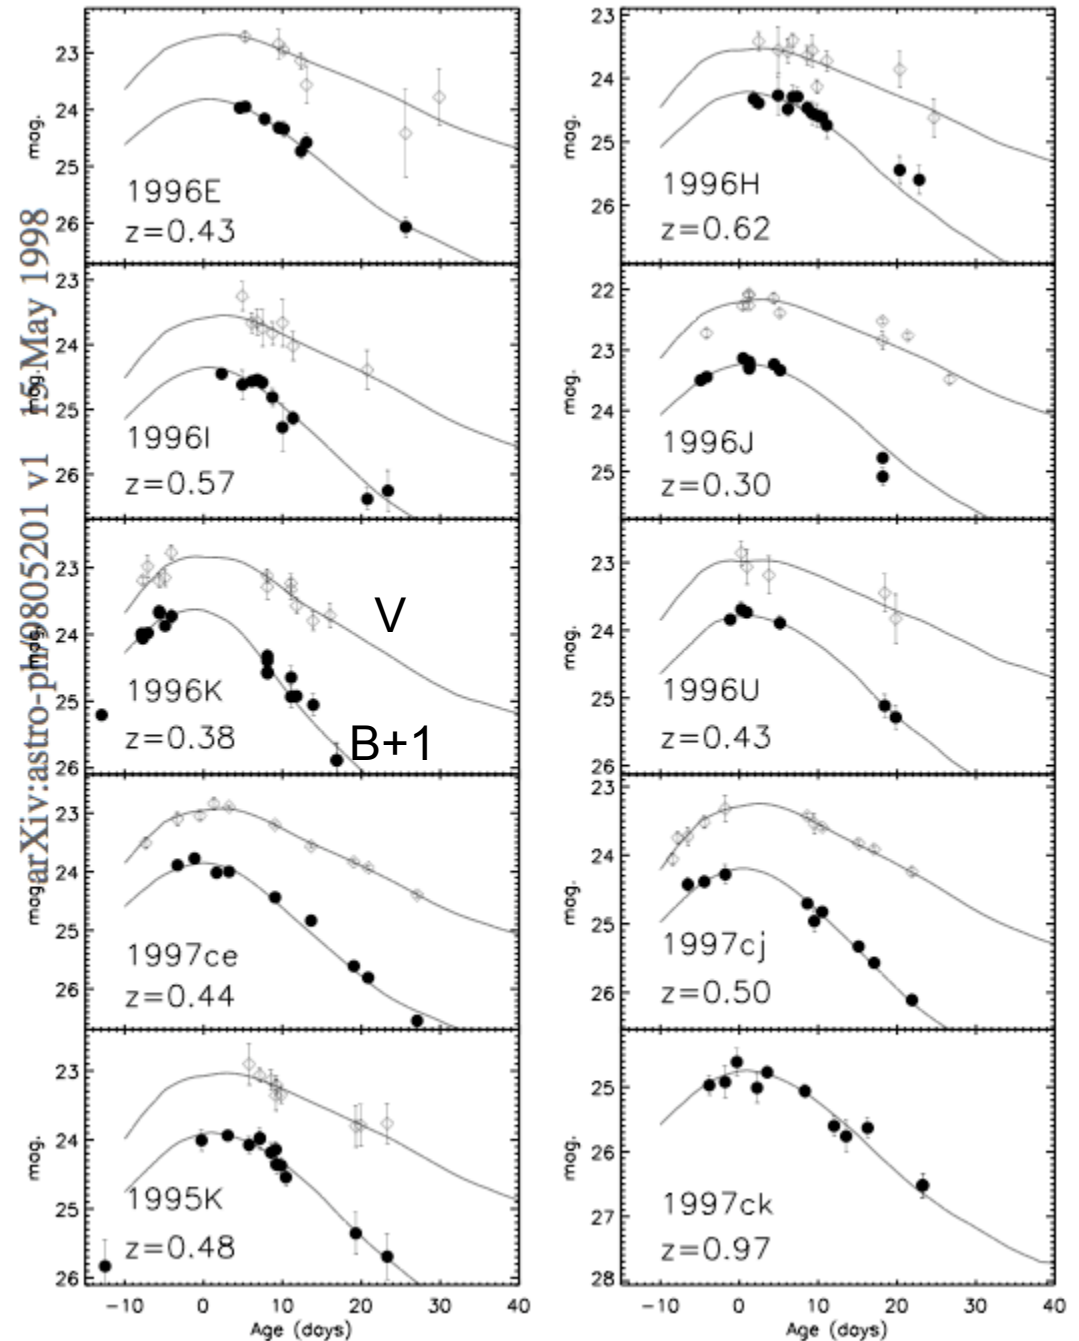 arXiv:astro-ph/9805201 v1 15 May 1998
23
24
25
26
mag.
1996E
z=0.43
23
24
25
26
mag.
1996H
z=0.62
23
24
25
26
mag.
1996I
z=0.57
22
23
24
25
mag.
1996J
z=0.30
23
24
25
26
mag.
1996K
z=0.38
V
B+1
23
24
25
26
mag.
1996U
z=0.43
23
24
25
26
mag.
1997ce
z=0.44
23
24
25
26
mag.
1997cj
z=0.50
23
24
25
26
mag.
1995K
z=0.48
−10 0 10 20 30 40
Age (days)
25
26
27
28
mag.
1997ck
z=0.97
−10 0 10 20 30 40
Age (days)